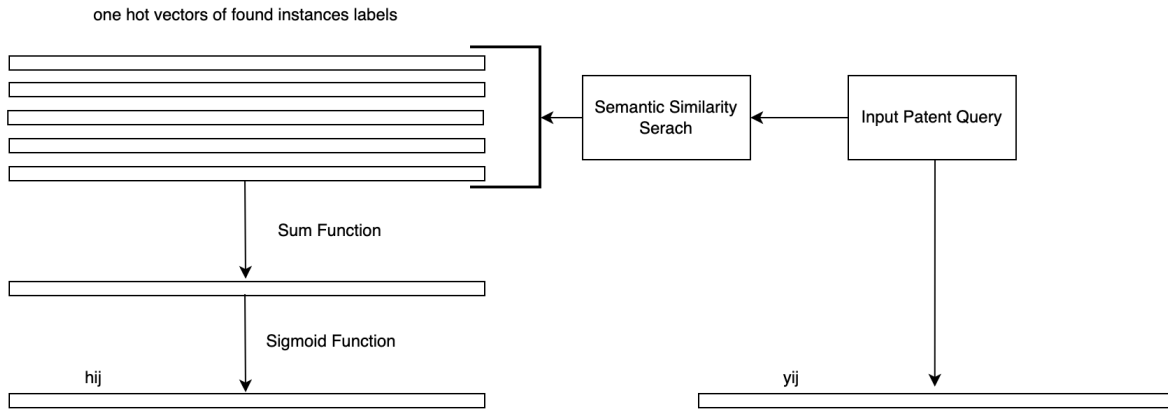 one hot vectors of found instances labels
Semantic Similarity
Serach
Input Patent Query
Sum Function
Sigmoid Function
hij
yij